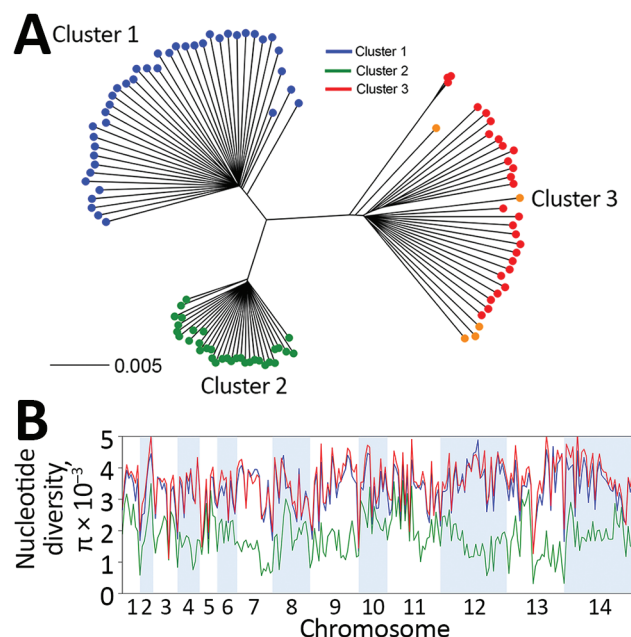 A
Cluster 1
Cluster 1
Cluster 2
Cluster 3
Cluster 3
0.005
Cluster 2
B
Nucleotide
diversity,
π × 10⁻³
5
4
3
2
1
0
1 2 3 4 5 6 7 8 9 10 11 12 13 14
Chromosome